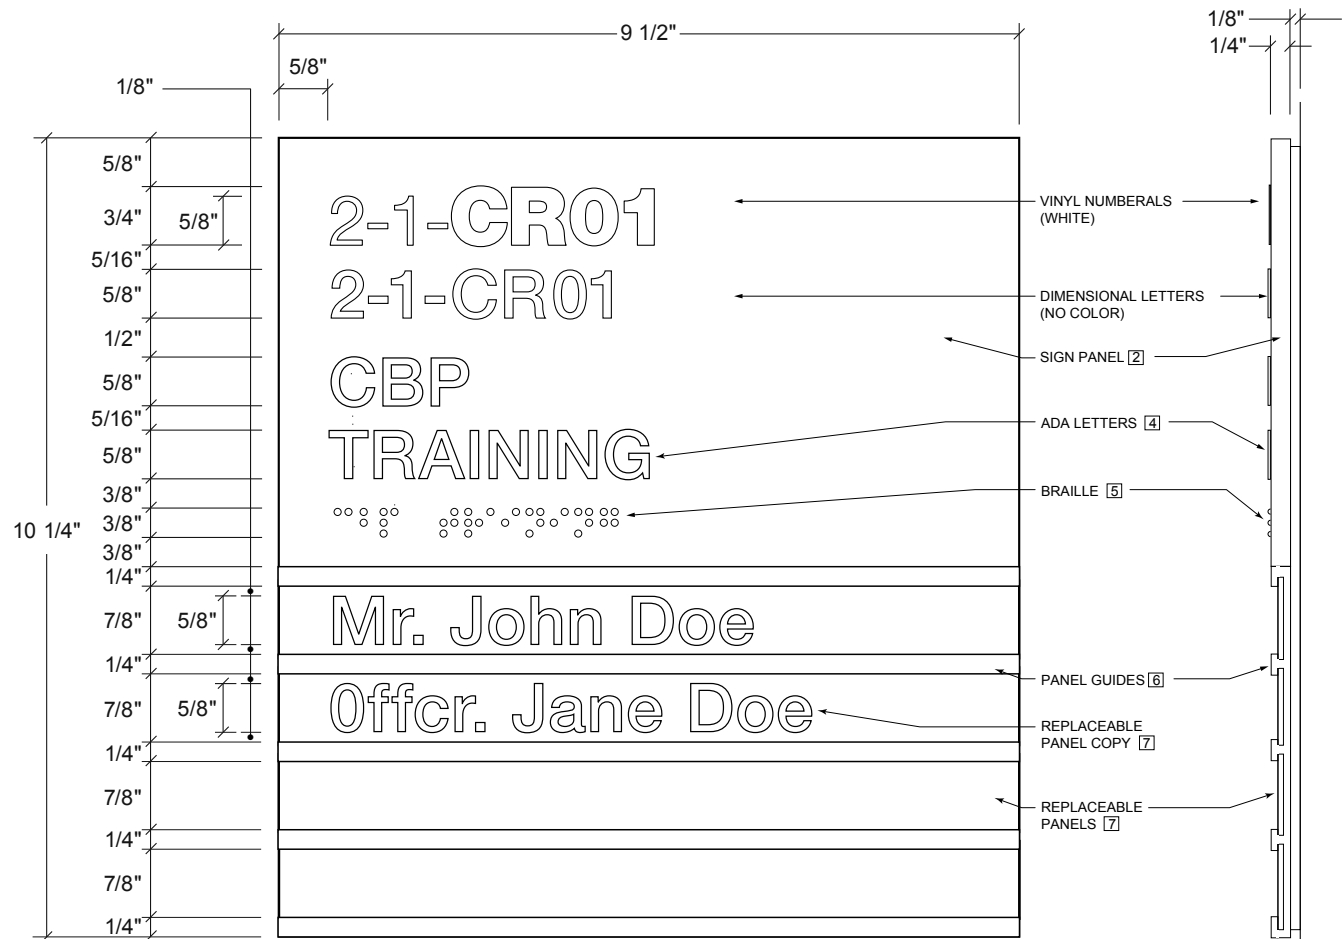 1/8"
9 1/2"
1/4"
5/8"
1/8"
5/8"
3/4"
5/8"
2-1-CR01
VINYL NUMBERALS
(WHITE)
5/16"
5/8"
2-1-CR01
DIMENSIONAL LETTERS
(NO COLOR)
1/2"
SIGN PANEL 2
5/8"
CBP
5/16"
5/8"
TRAINING
ADA LETTERS 4
3/8"
BRAILLE 5
3/8"
10 1/4"
3/8"
1/4"
7/8"
5/8"
Mr. John Doe
1/4"
PANEL GUIDES 6
7/8"
5/8"
0ffcr. Jane Doe
REPLACEABLE
PANEL COPY 7
1/4"
7/8"
REPLACEABLE
PANELS 7
1/4"
7/8"
1/4"